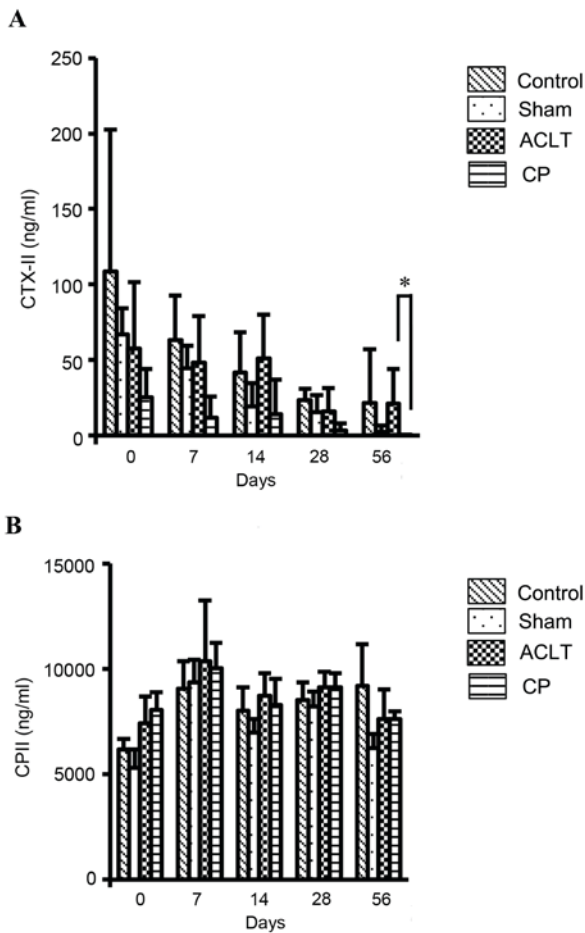 A
250
200
150
100
50
0
CTX-II (ng/ml)
0 7 14 28 56
Days
*
Control
Sham
ACLT
CP
B
15000
10000
5000
0
CPII (ng/ml)
0 7 14 28 56
Days
Control
Sham
ACLT
CP